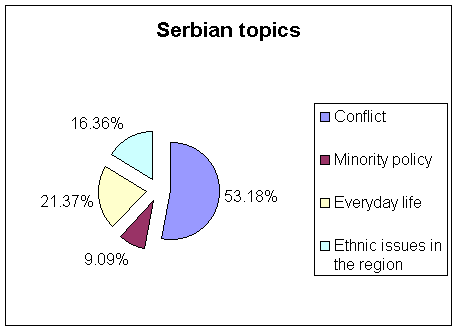 Serbian topics
16.36%
53.18%
21.37%
9.09%
Conflict
Minority policy
Everyday life
Ethnic issues in
the region